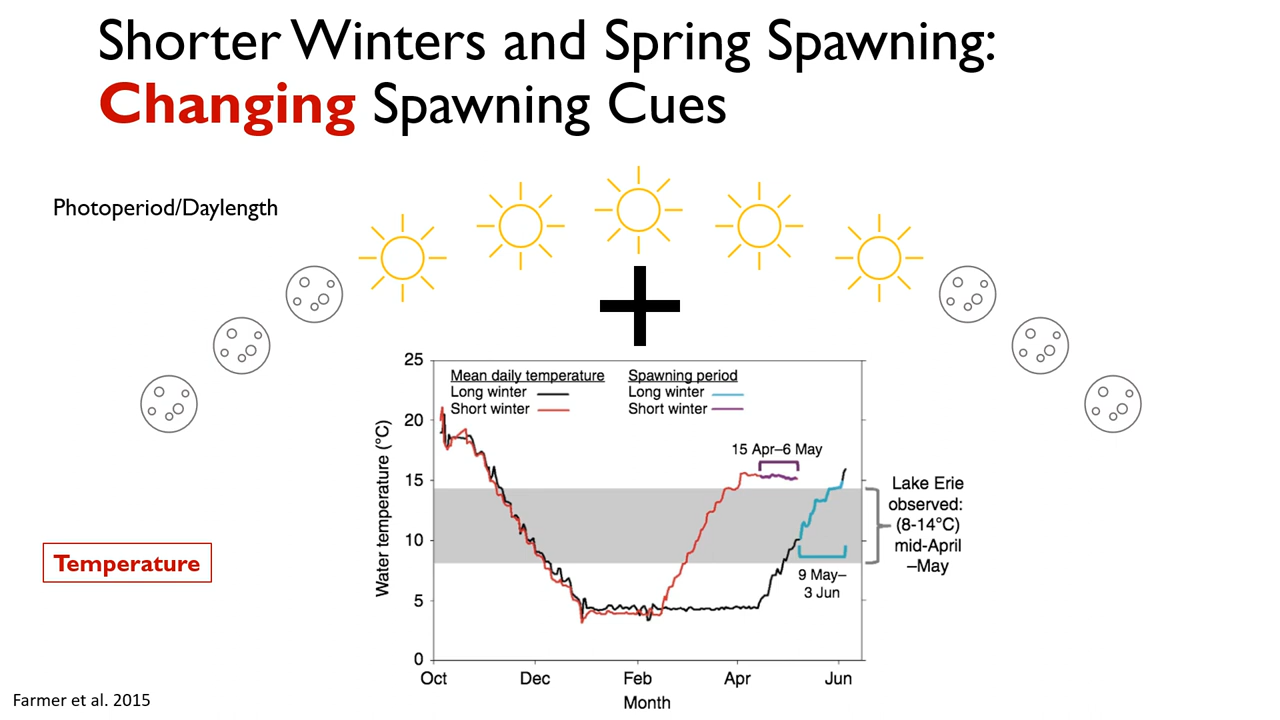 Shorter Winters and Spring Spawning:
Changing Spawning Cues
Photoperiod/Daylength
25
20
15
10
5
0
Water temperature (°C)
Mean daily temperature
Long winter
Short winter
Spawning period
Long winter
Short winter
15 Apr–6 May
9 May–
3 Jun
Lake Erie
observed:
(8-14°C)
mid-April
–May
Temperature
Oct
Dec
Feb
Apr
Jun
Month
Farmer et al. 2015